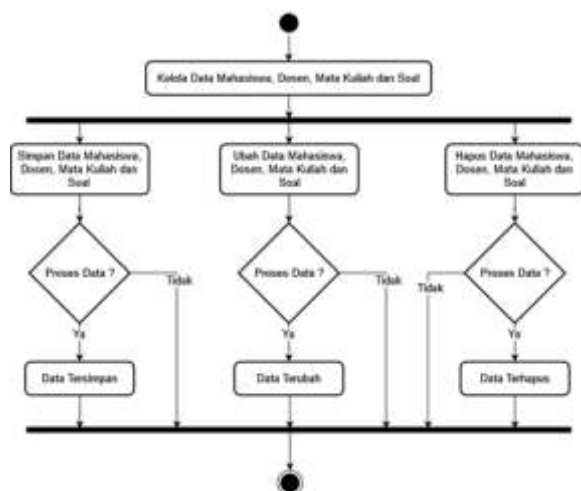 Kelola Data Mahasiswa, Dosen, Mata Kuliah dan Soal
Simpan Data Mahasiswa,
Dosen, Mata Kuliah dan
Soal
Ubah Data Mahasiswa,
Dosen, Mata Kuliah dan
Soal
Hapus Data Mahasiswa,
Dosen, Mata Kuliah dan
Soal
Proses Data ?
Tidak
Ya
Proses Data ?
Tidak
Ya
Proses Data ?
Tidak
Ya
Data Tersimpan
Data Terubah
Data Terhapus